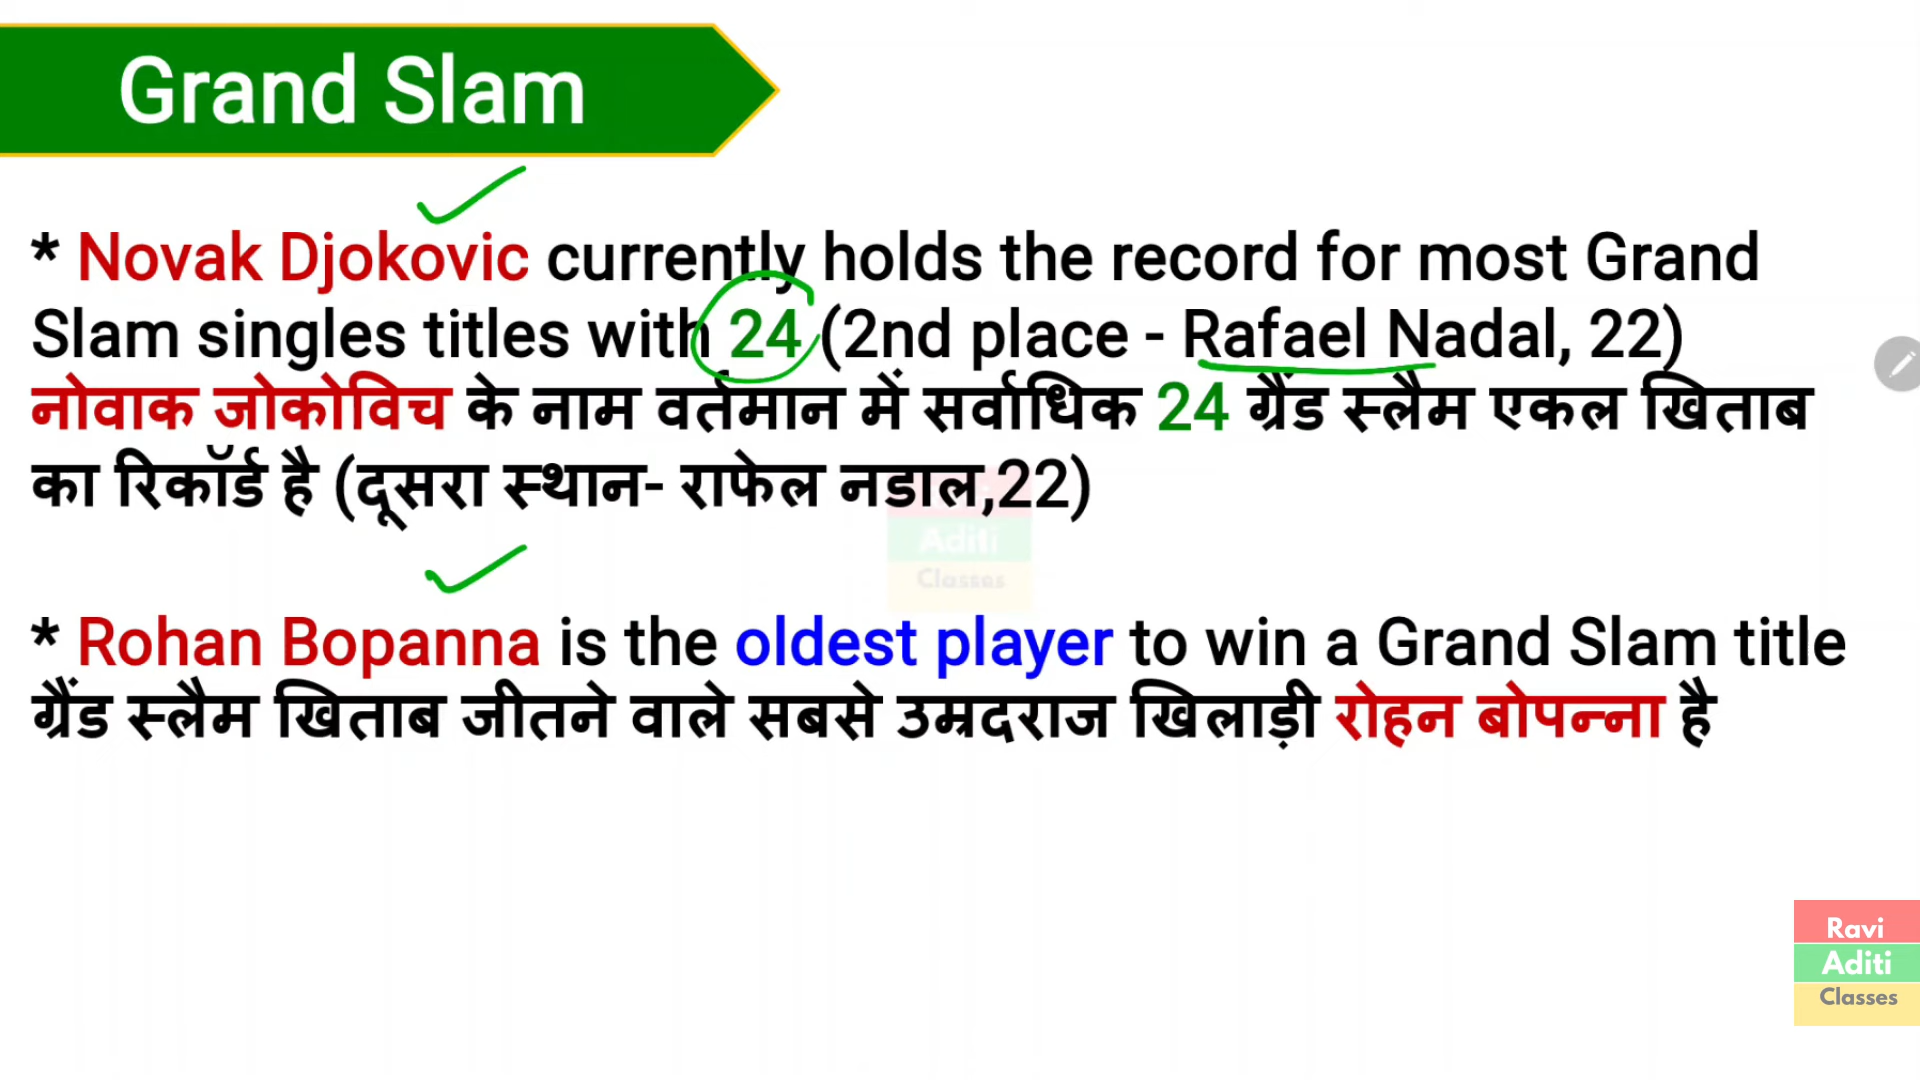 Grand Slam
* Novak Djokovic currently holds the record for most Grand
Slam singles titles with 24 (2nd place - Rafael Nadal, 22)
नोवाक जोकोविच के नाम वर्तमान में सर्वाधिक 24 ग्रैंड स्लैम एकल खिताब
का रिकॉर्ड है (दूसरा स्थान- राफेल नडाल,22)
Aditi
Classes
* Rohan Bopanna is the oldest player to win a Grand Slam title
ग्रैंड स्लैम खिताब जीतने वाले सबसे उम्रदराज खिलाड़ी रोहन बोपन्ना है
Ravi
Aditi
Classes